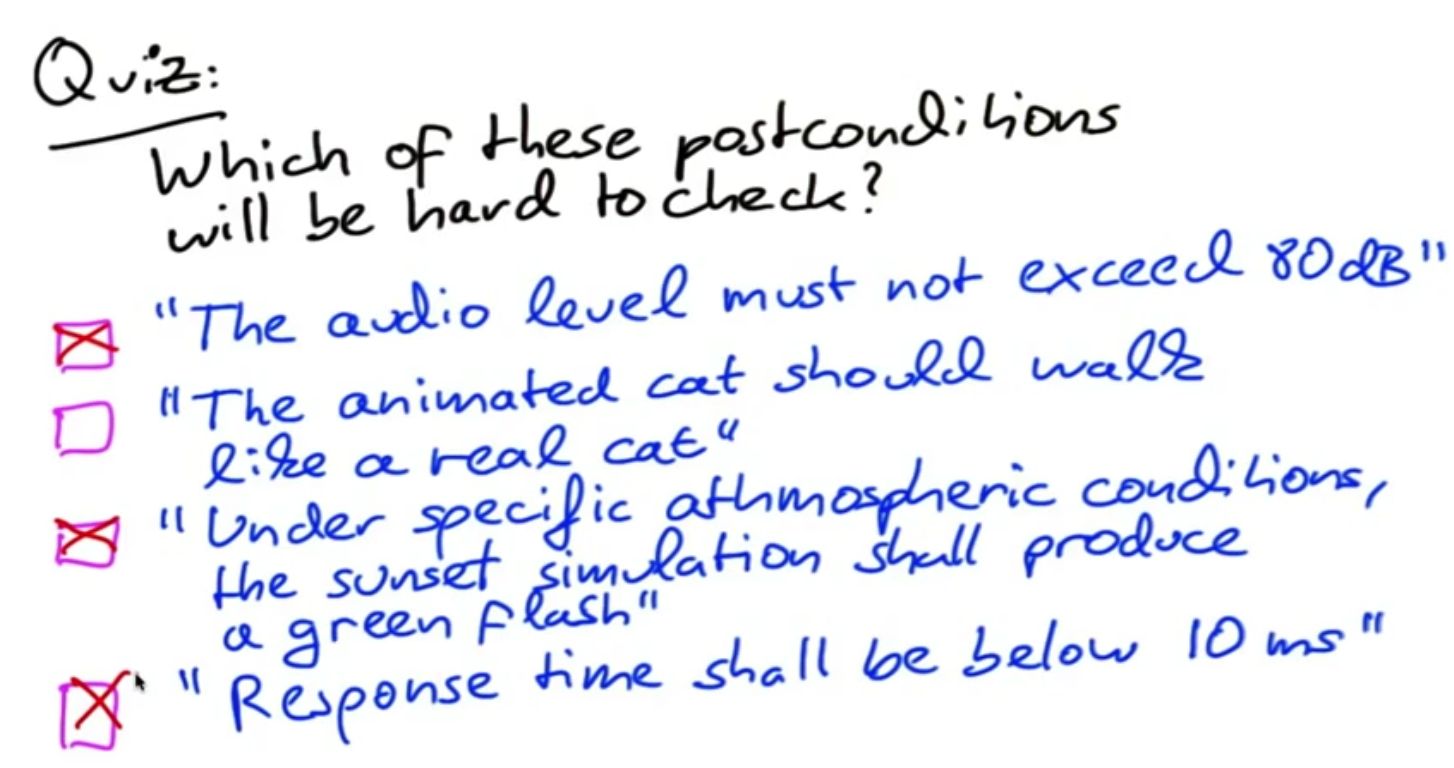 Quiz:
Which of these postconditions
will be hard to check?
"The audio level must not exceed 80dB"
"The animated cat should walk
like a real cat"
"Under specific athmospheric conditions,
the sunset simulation shall produce
a green flash"
"Response time shall be below 10 ms"